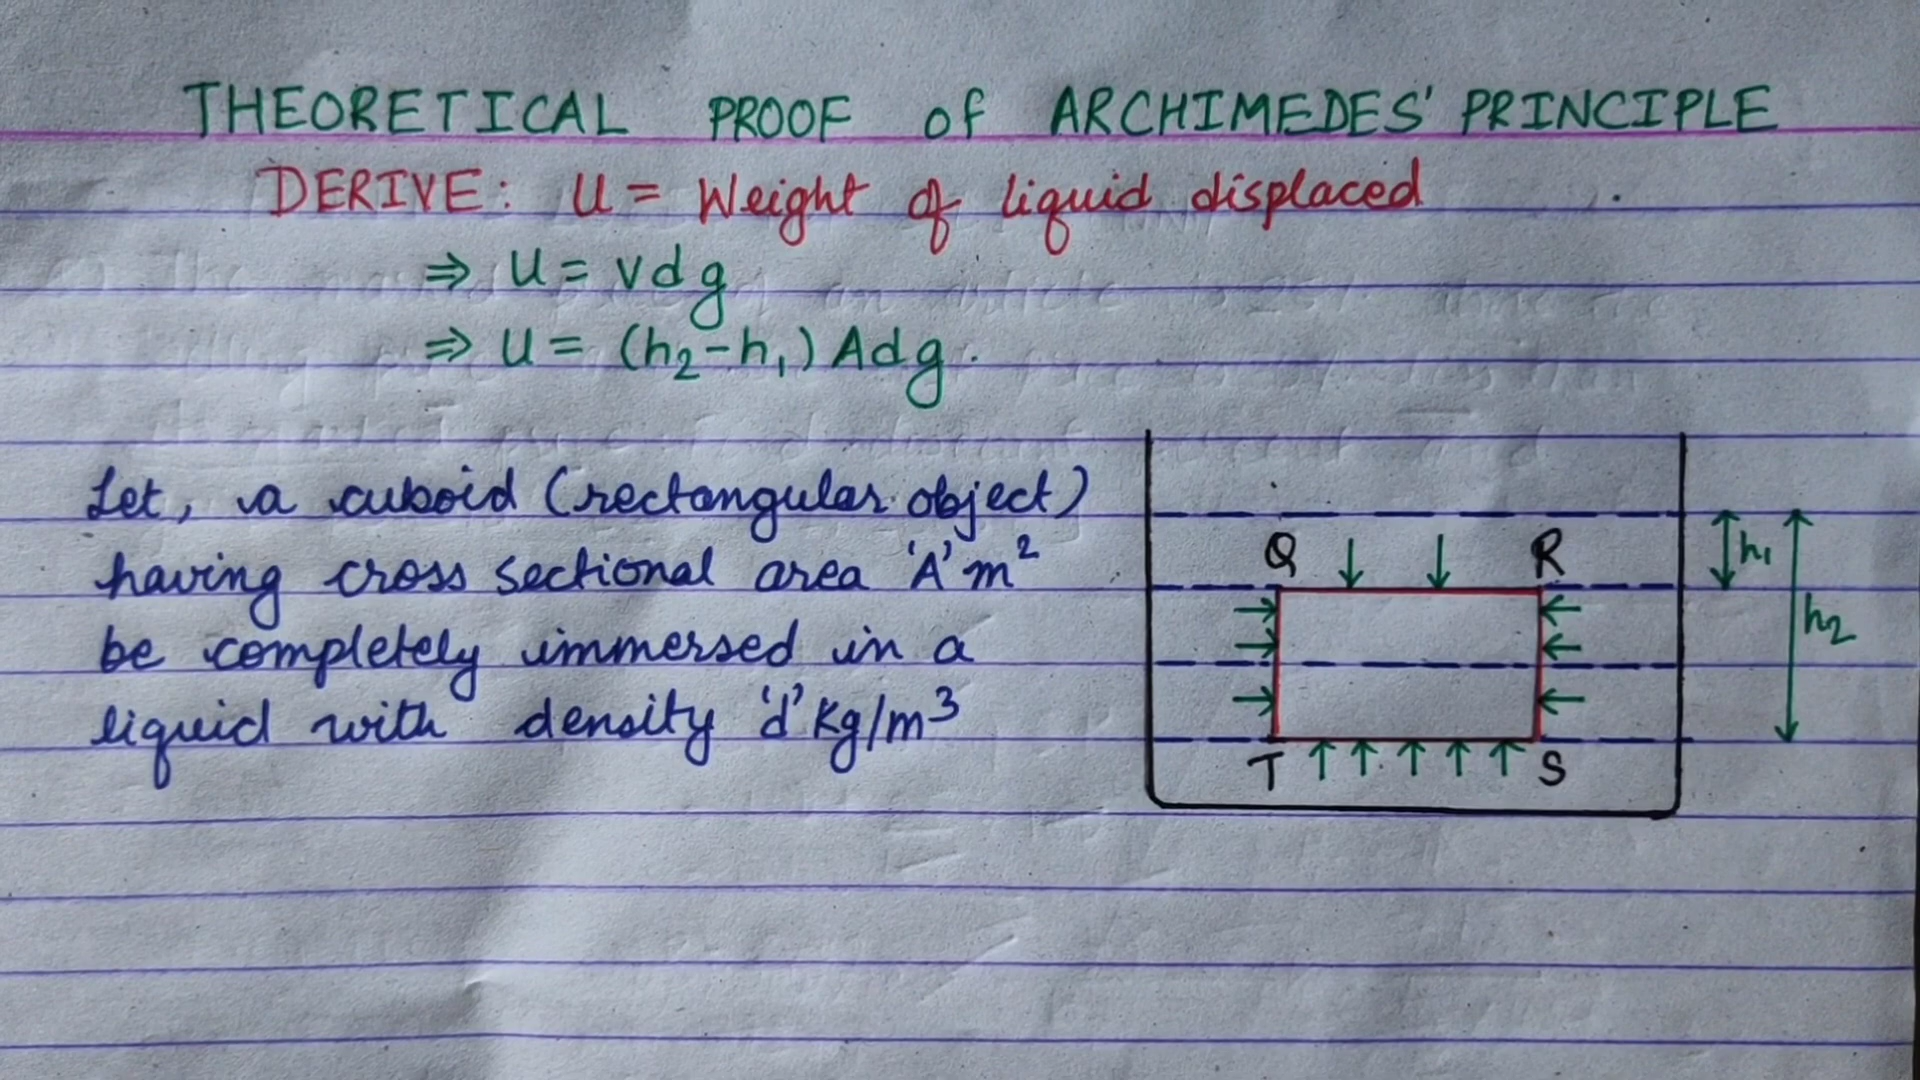 THEORETICAL PROOF of ARCHIMEDES' PRINCIPLE
DERIVE: U = Weight of liquid displaced
⇒ U = vdg
⇒ U = (h₂-h₁) Adg.
Let, a cuboid (rectangular object)
having cross sectional area 'A' m²
be completely immersed in a
liquid with density 'd' Kg/m³
Q R
h₁
h₂
T S